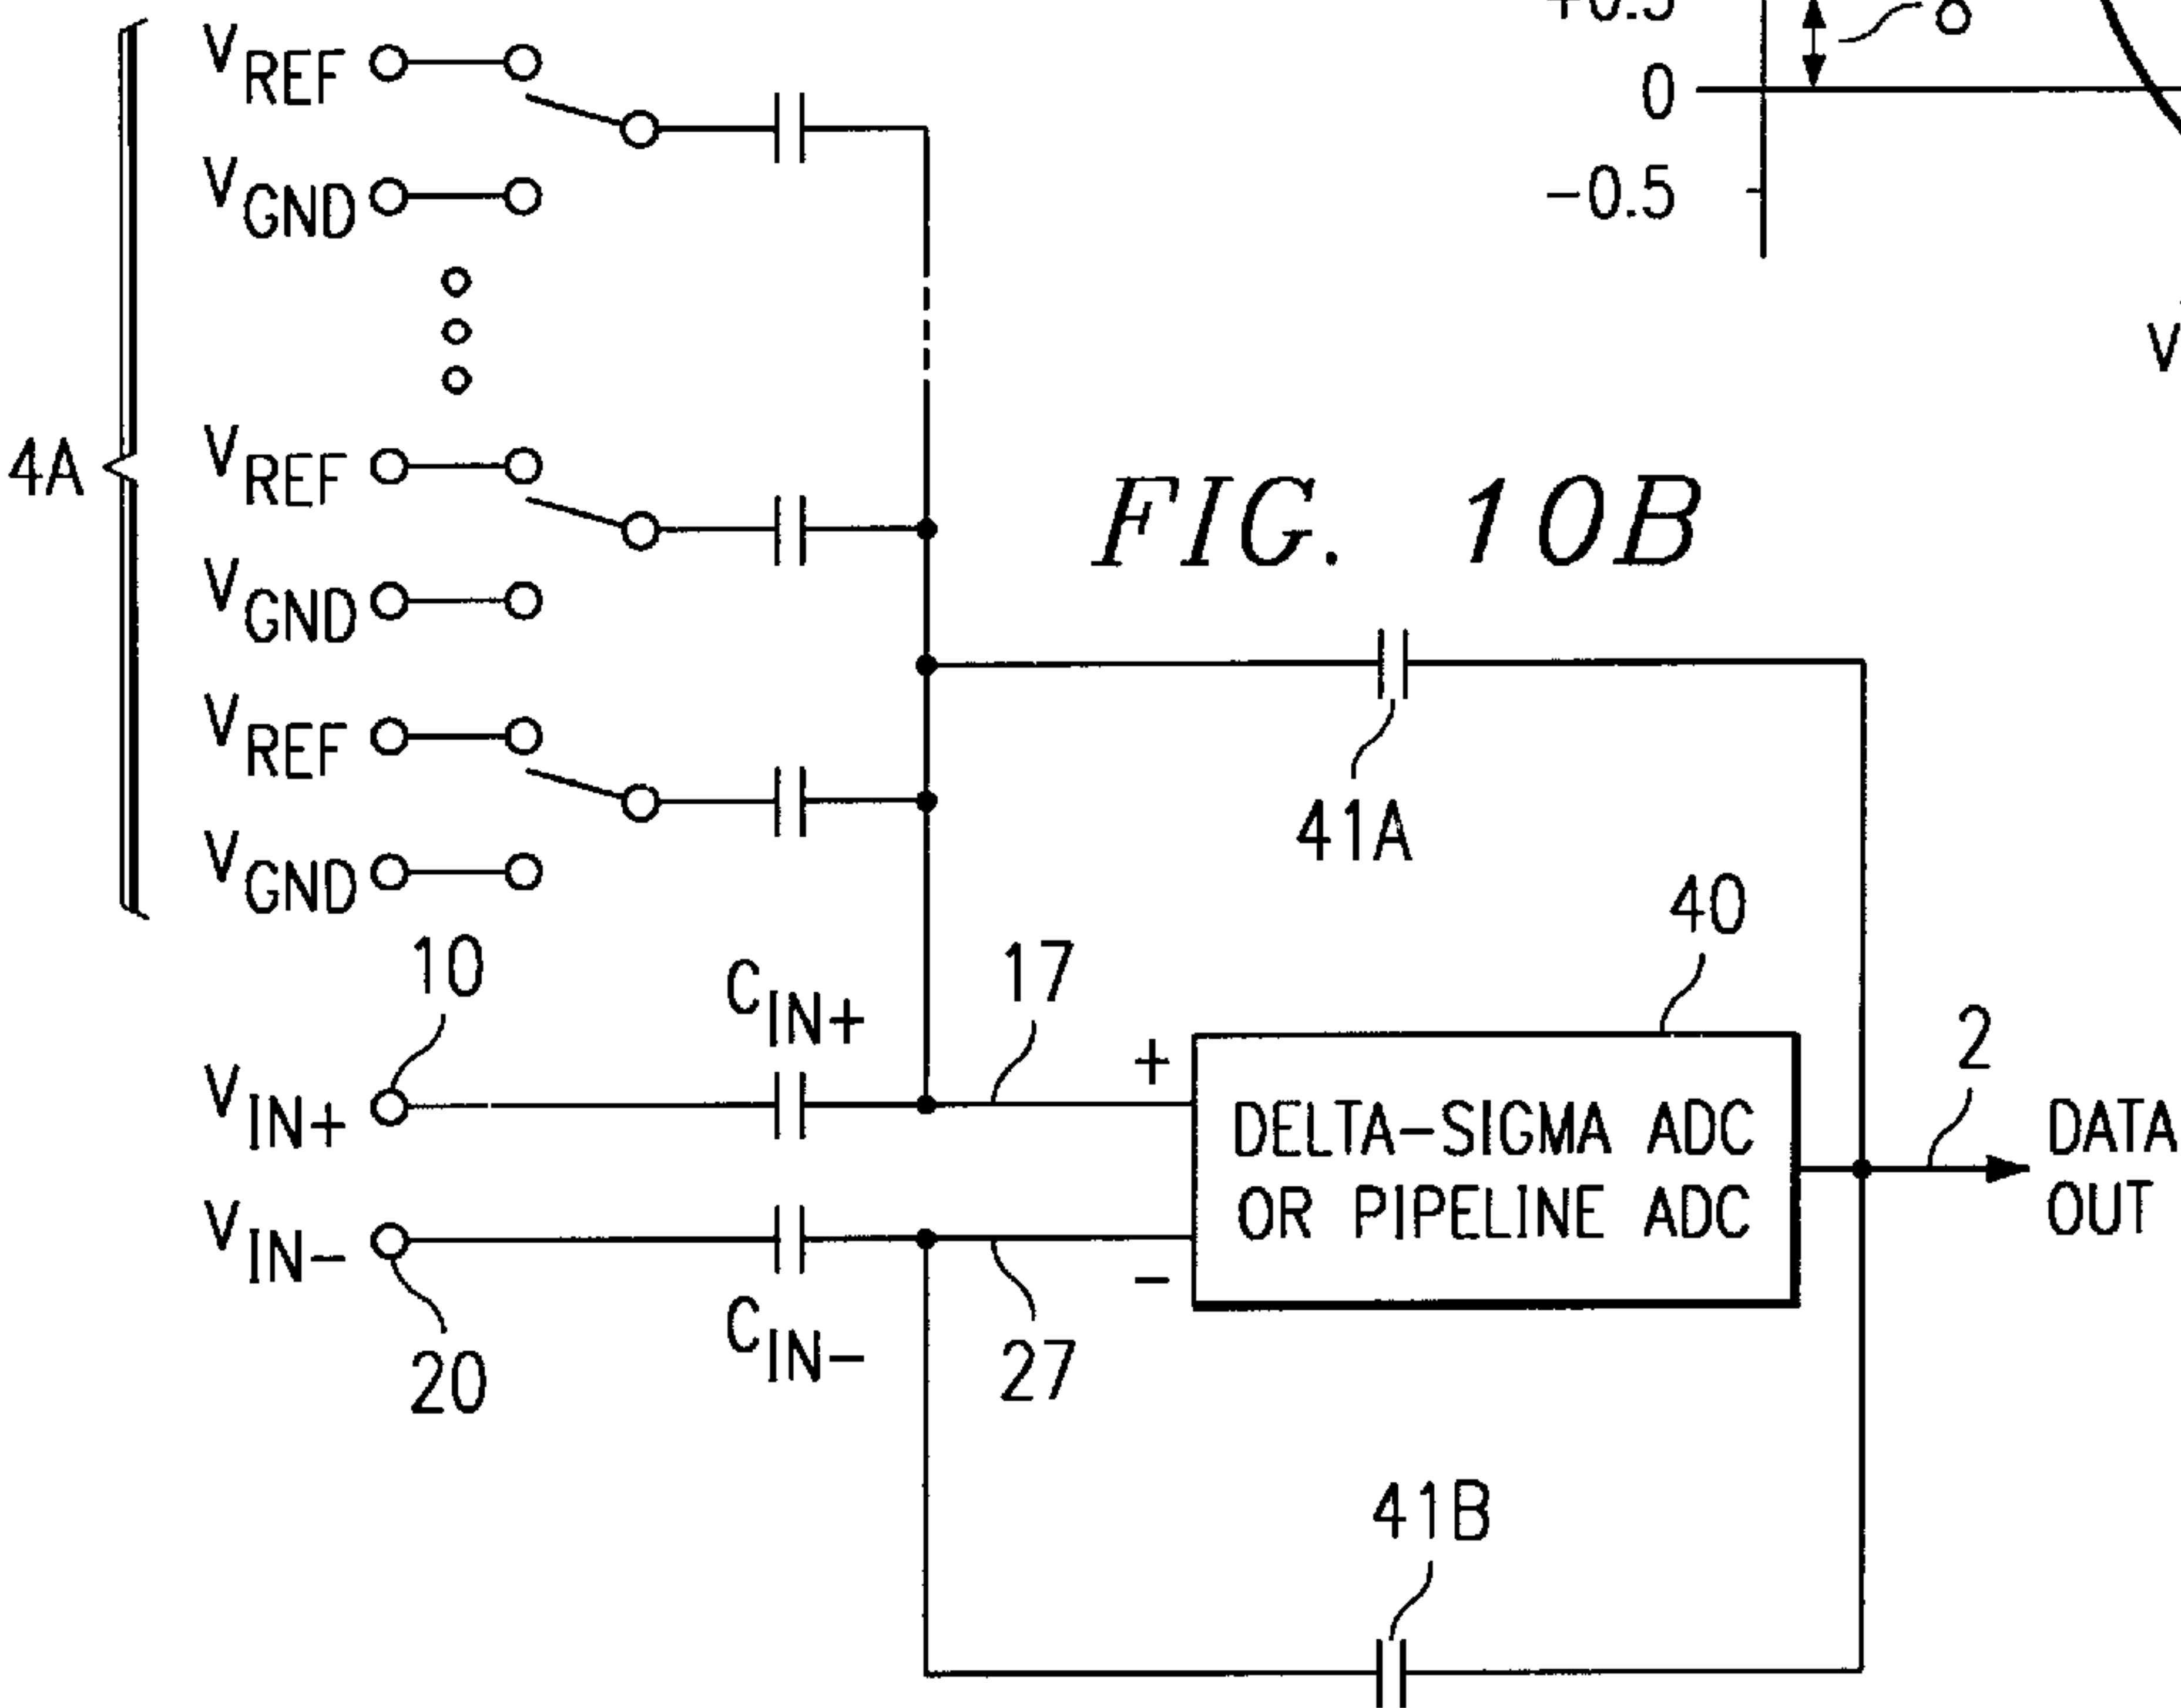 VREF
VGND
4A
VREF
VGND
VREF
VGND
FIG. 10B
0
-0.5
V
41A
40
10
CIN+
17
+
2
VIN+
DELTA-SIGMA ADC
OR PIPELINE ADC
DATA
OUT
VIN-
-
20
CIN-
27
41B